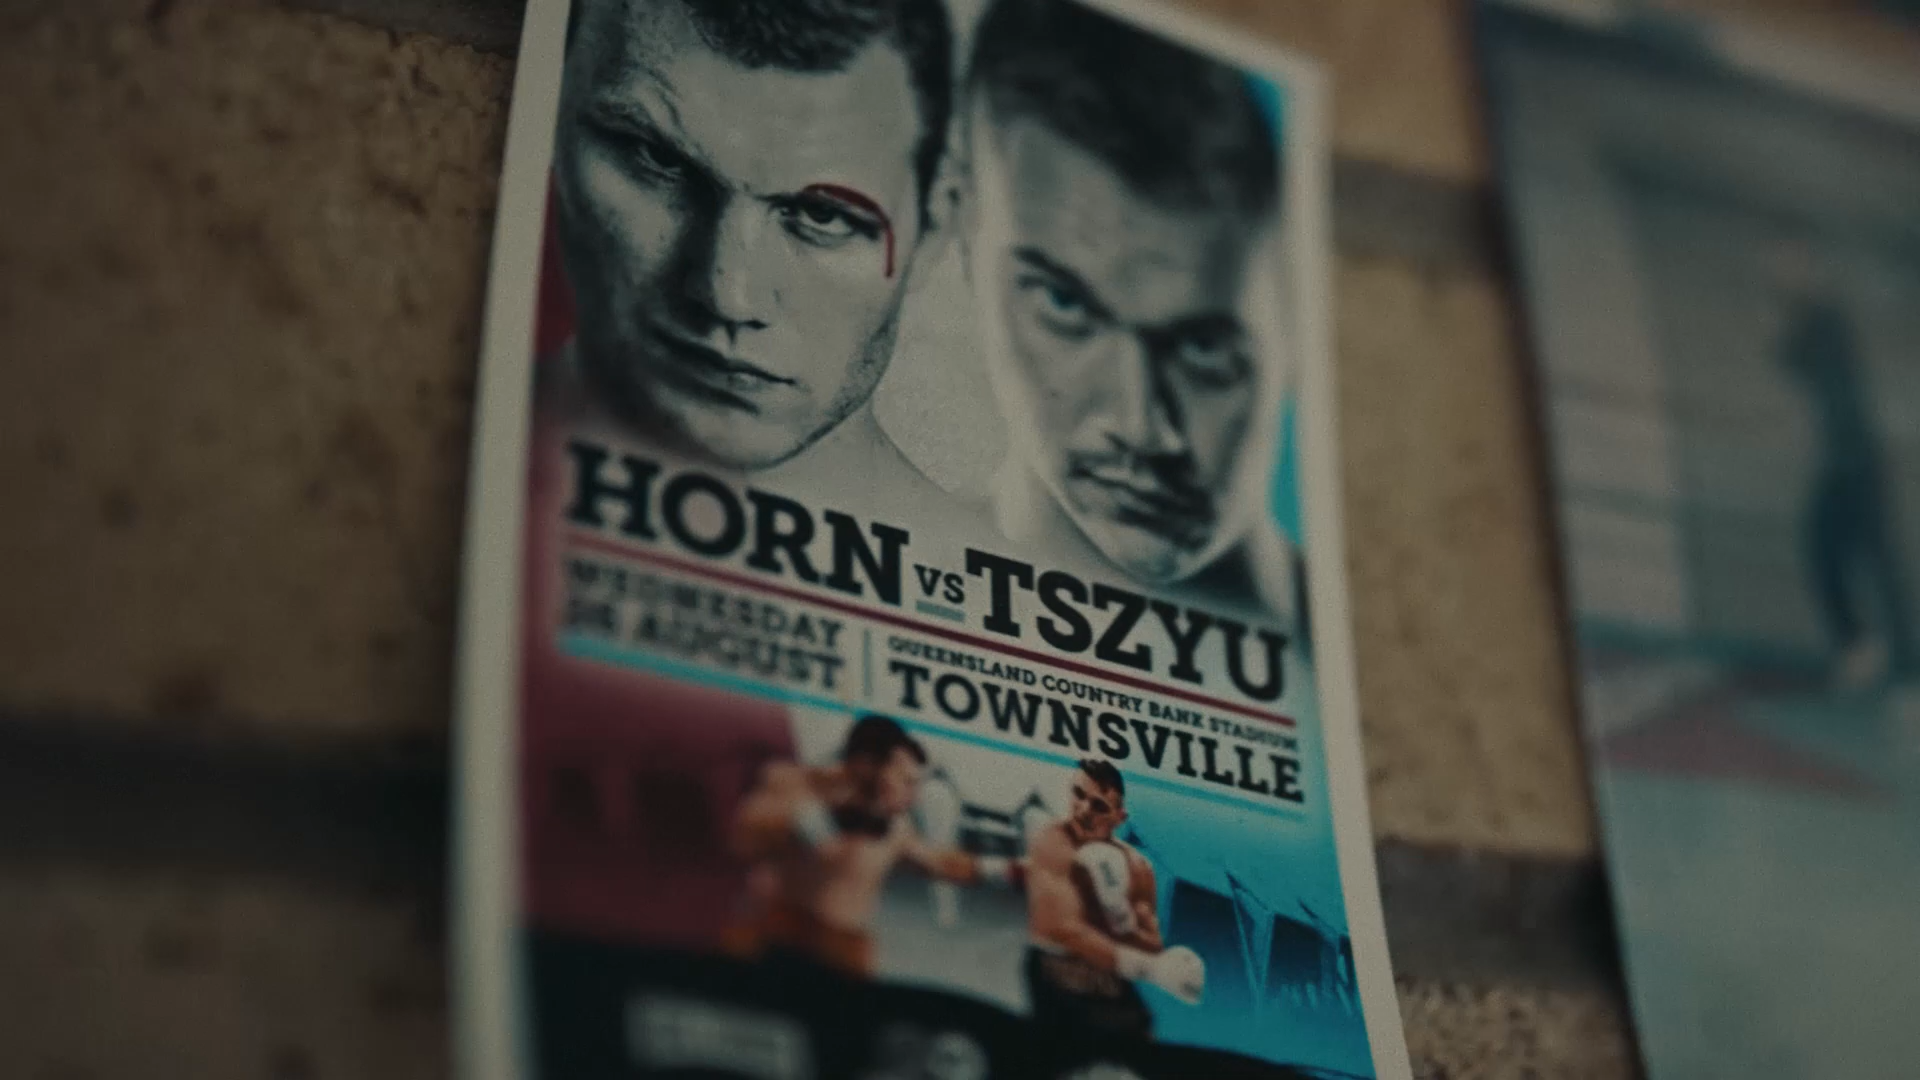 HORN VS TSZYU
WEDNESDAY
26 AUGUST
QUEENSLAND COUNTRY BANK STADIUM
TOWNSVILLE